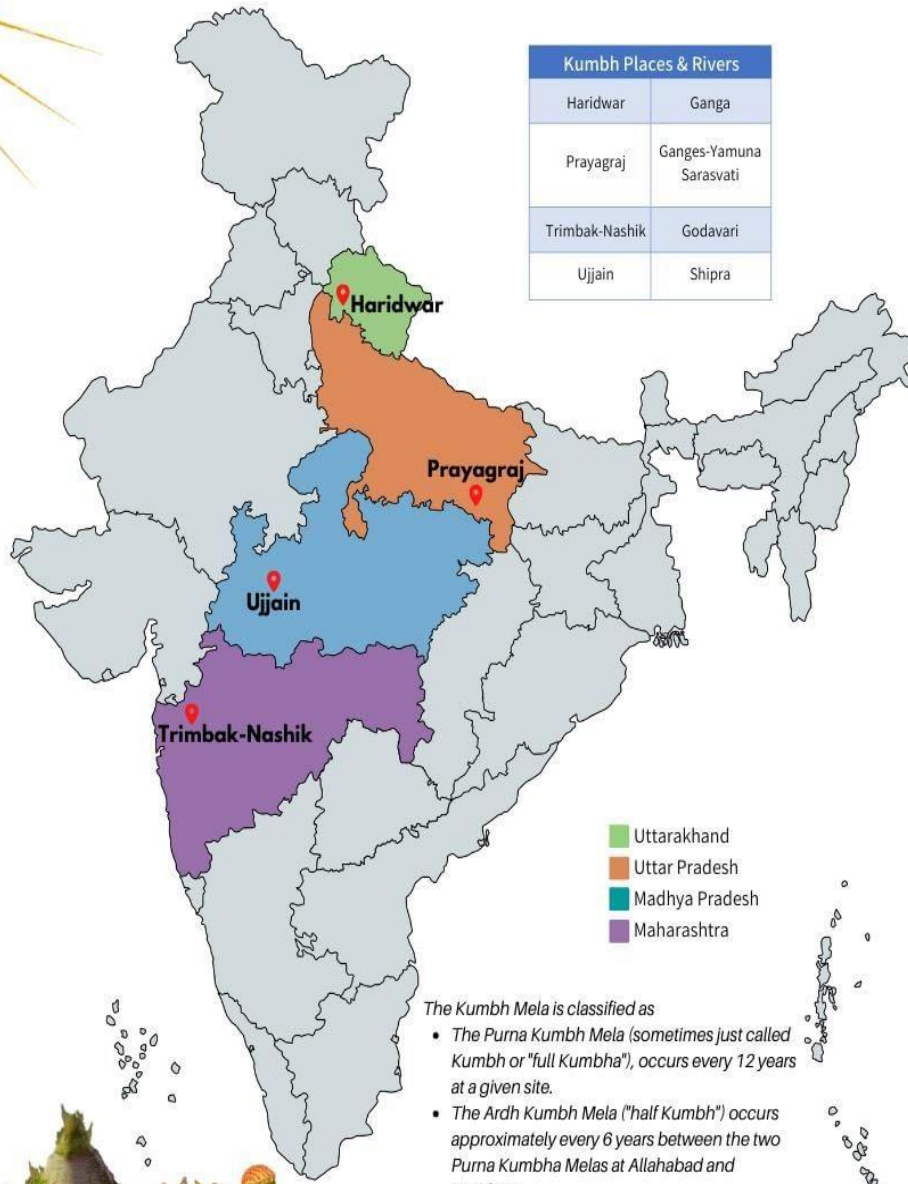 Kumbh Places & Rivers
Haridwar Ganga
Prayagraj Ganges-Yamuna
Sarasvati
Trimbak-Nashik Godavari
Ujjain Shipra
Haridwar
Prayagraj
Ujjain
Trimbak-Nashik
Uttarakhand
Uttar Pradesh
Madhya Pradesh
Maharashtra
The Kumbh Mela is classified as
• The Purna Kumbh Mela (sometimes just called
Kumbh or "full Kumbha"), occurs every 12 years
at a given site.
• The Ardh Kumbh Mela ("half Kumbh") occurs
approximately every 6 years between the two
Purna Kumbha Melas at Allahabad and